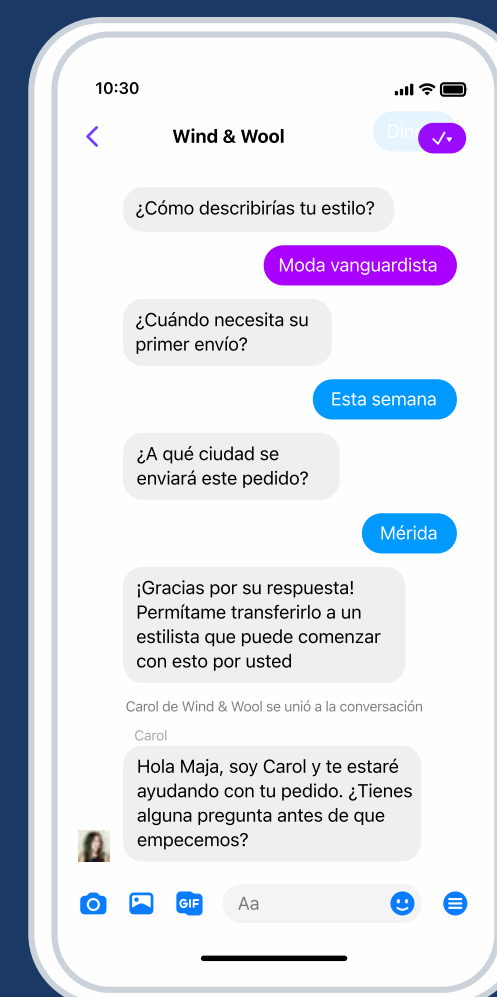 10:30
Wind & Wool
¿Cómo describirías tu estilo?
Moda vanguardista
¿Cuándo necesita su
primer envío?
Esta semana
¿A qué ciudad se
enviará este pedido?
Mérida
¡Gracias por su respuesta!
Permítame transferirlo a un
estilista que puede comenzar
con esto por usted
Carol de Wind & Wool se unió a la conversación
Carol
Hola Maja, soy Carol y te estaré
ayudando con tu pedido. ¿Tienes
alguna pregunta antes de que
empecemos?
GIF
Aa